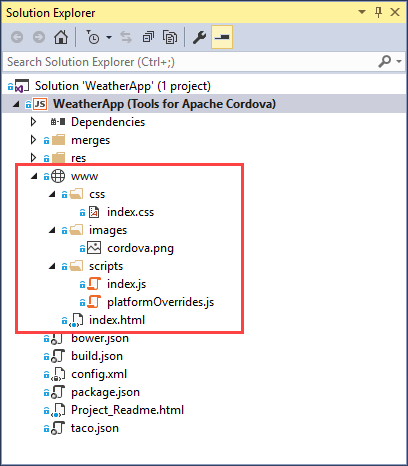 Solution Explorer
Search Solution Explorer (Ctrl+;)
Solution 'WeatherApp' (1 project)
JS WeatherApp (Tools for Apache Cordova)
Dependencies
merges
res
www
css
index.css
images
cordova.png
scripts
index.js
platformOverrides.js
index.html
bower.json
build.json
config.xml
package.json
Project_Readme.html
taco.json